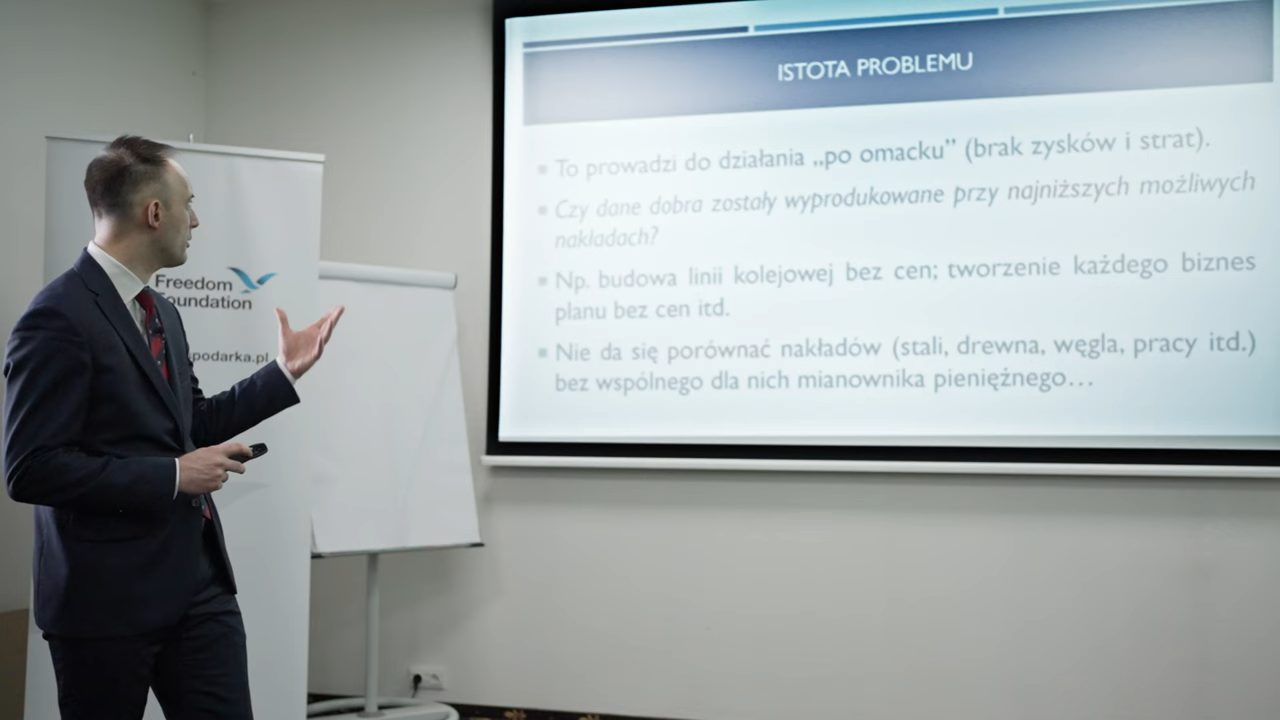 Freedom
Foundation
podarka.pl
ISTOTA PROBLEMU
To prowadzi do działania „po omacku” (brak zysków i strat).
Czy dane dobra zostały wyprodukowane przy najniższych możliwych
nakładach?
Np. budowa linii kolejowej bez cen; tworzenie każdego biznes
planu bez cen itd.
Nie da się porównać nakładów (stali, drewna, węgla, pracy itd.)
bez wspólnego dla nich mianownika pieniężnego…